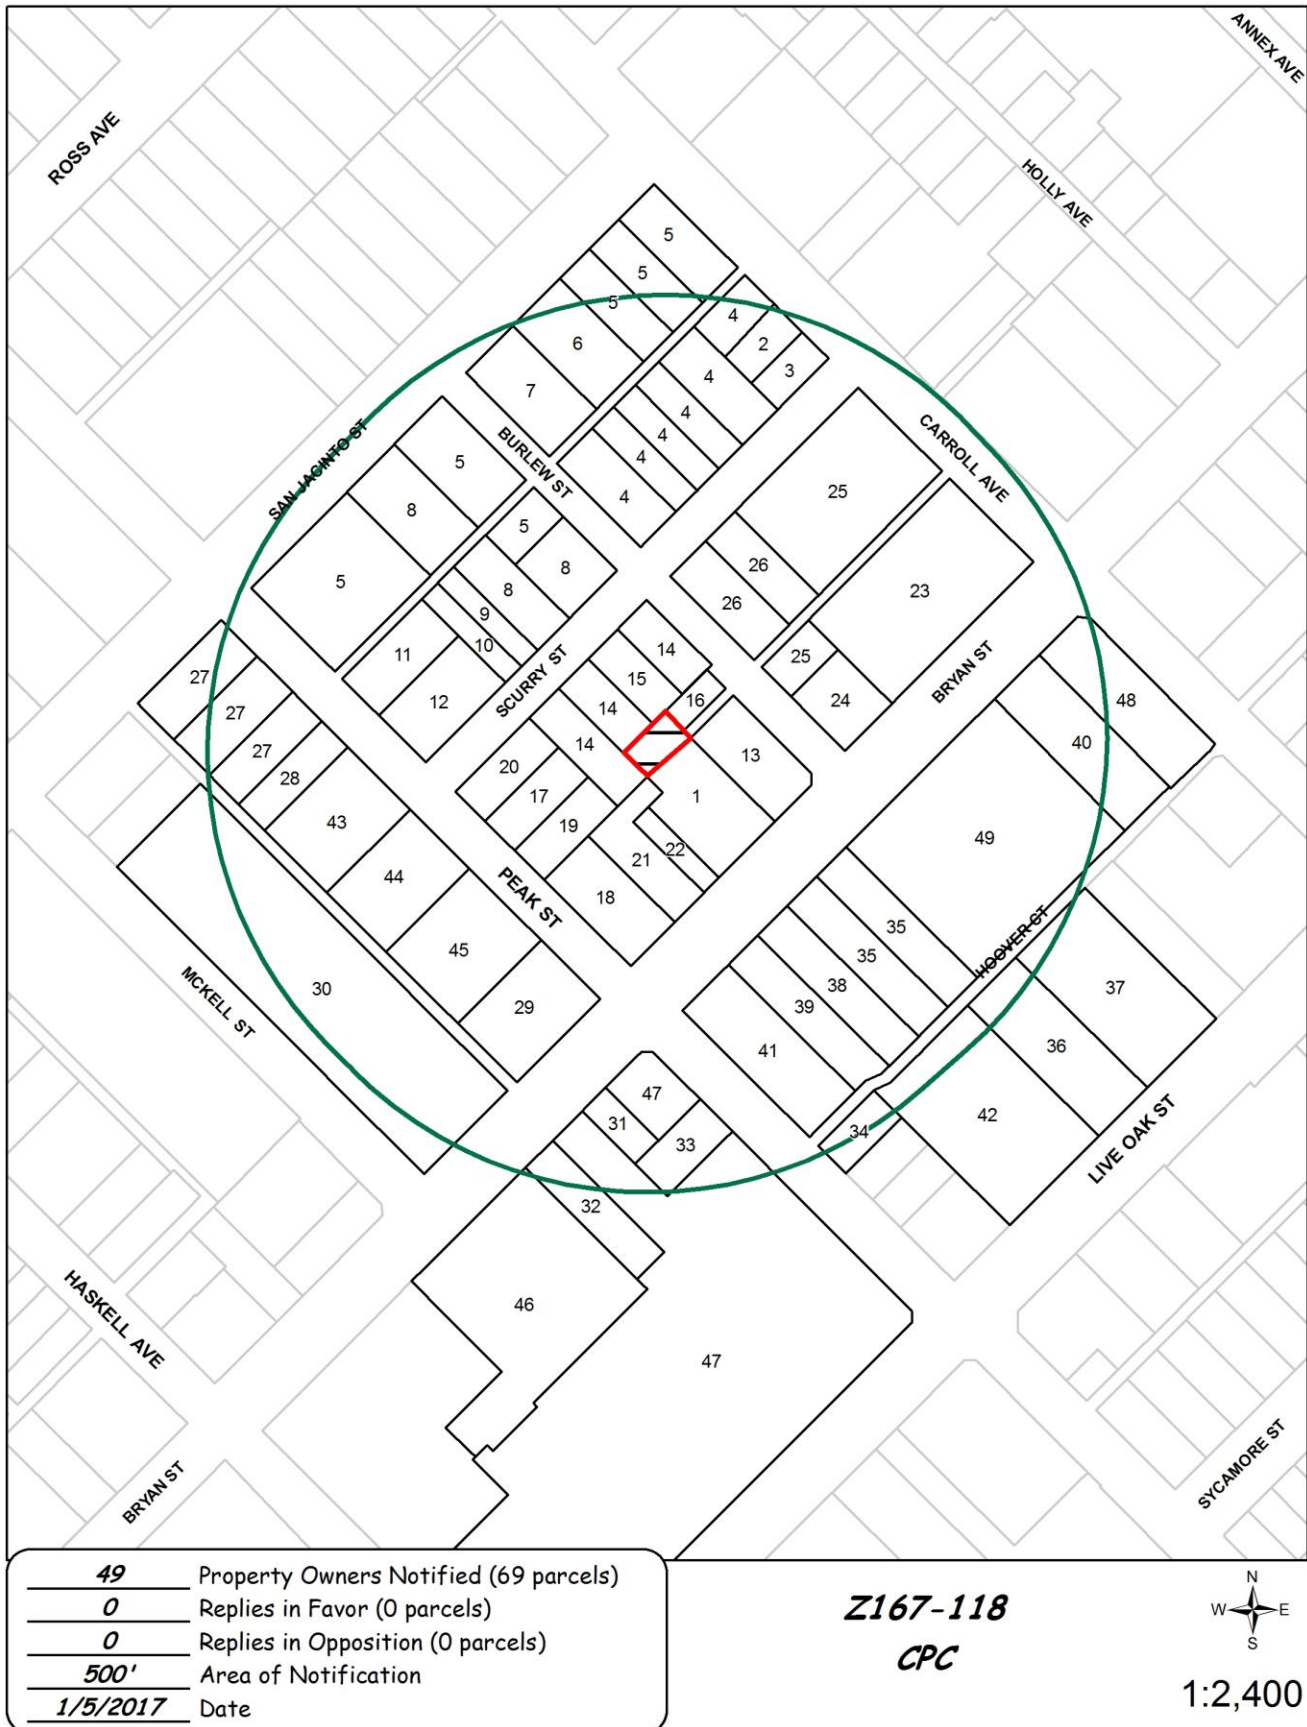 ANNEX AVE
ROSS AVE
HOLLY AVE
5
5
5
4
6
2
4
3
7
4
SAN JACINTO ST
BURLEW ST
CARROLL AVE
4
5
4
25
4
8
5
8
26
5
8
23
26
9
10
11
14
25
BRYAN ST
27
15
SCURRY ST
16
24
48
12
14
27
40
14
13
27
20
28
17
1
43
19
49
22
21
44
PEAK ST
18
35
45
HOOVER CT
35
30
38
37
MCKELL ST
29
39
36
41
47
42
31
34
33
LIVE OAK ST
32
46
HASKELL AVE
47
SYCAMORE ST
BRYAN ST
49 Property Owners Notified (69 parcels)
0 Replies in Favor (0 parcels)
0 Replies in Opposition (0 parcels)
500' Area of Notification
1/5/2017 Date
Z167-118
CPC
N
W E
S
1:2,400